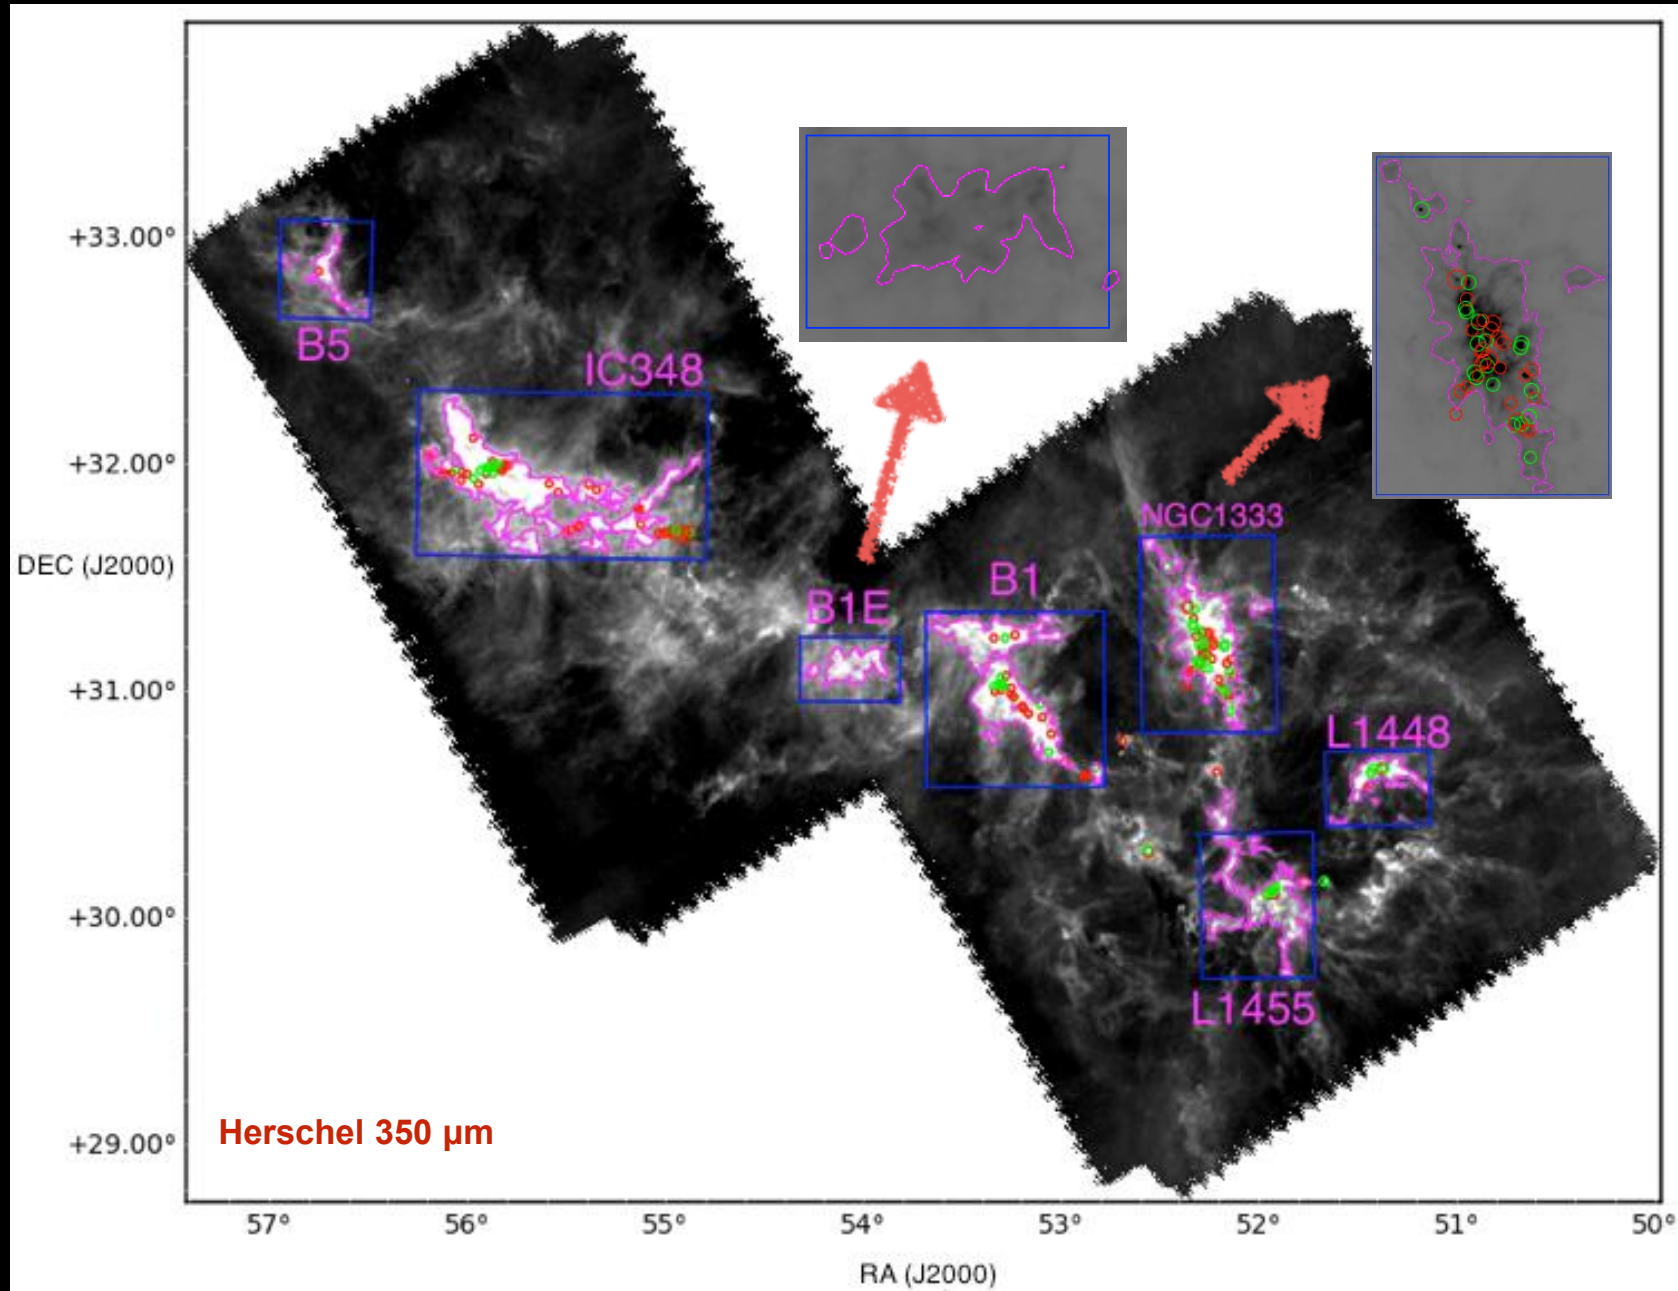 +33.00°
B5
IC348
+32.00°
NGC1333
DEC (J2000)
B1
B1E
+31.00°
L1448
+30.00°
L1455
Herschel 350 µm
+29.00°
57° 56° 55° 54° 53° 52° 51° 50°
RA (J2000)